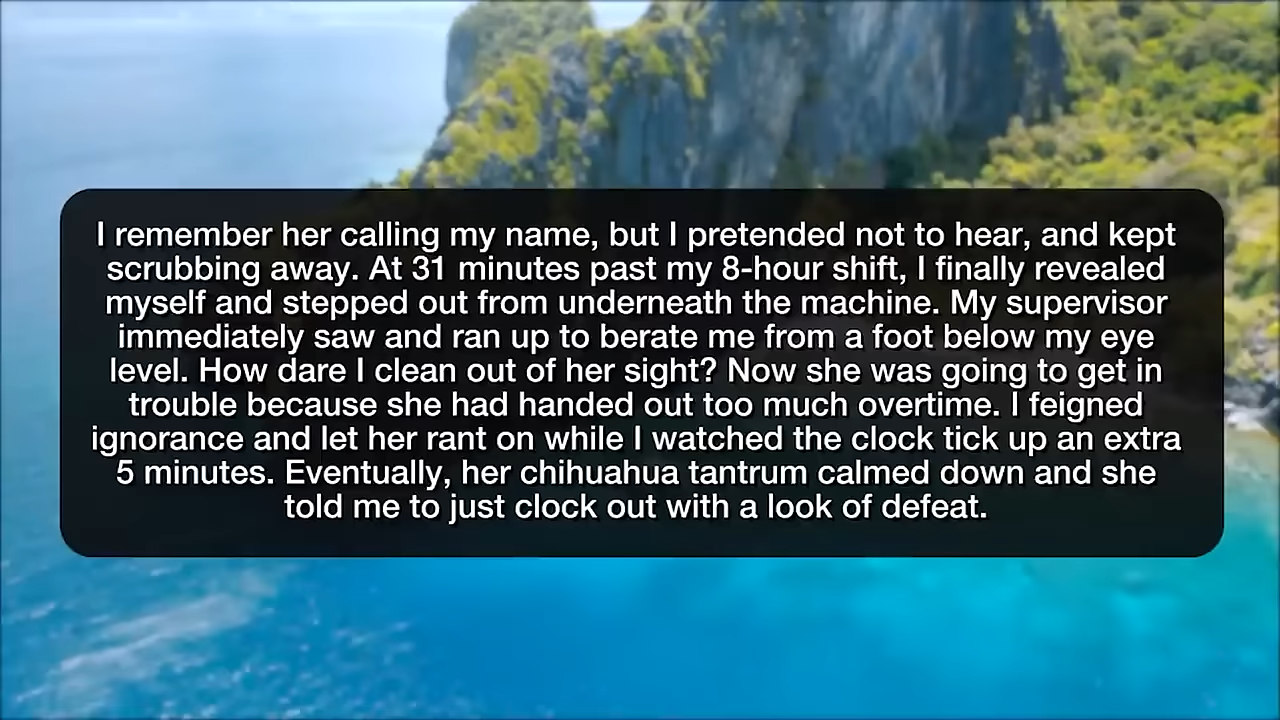 I remember her calling my name, but I pretended not to hear, and kept
scrubbing away. At 31 minutes past my 8-hour shift, I finally revealed
myself and stepped out from underneath the machine. My supervisor
immediately saw and ran up to berate me from a foot below my eye
level. How dare I clean out of her sight? Now she was going to get in
trouble because she had handed out too much overtime. I feigned
ignorance and let her rant on while I watched the clock tick up an extra
5 minutes. Eventually, her chihuahua tantrum calmed down and she
told me to just clock out with a look of defeat.